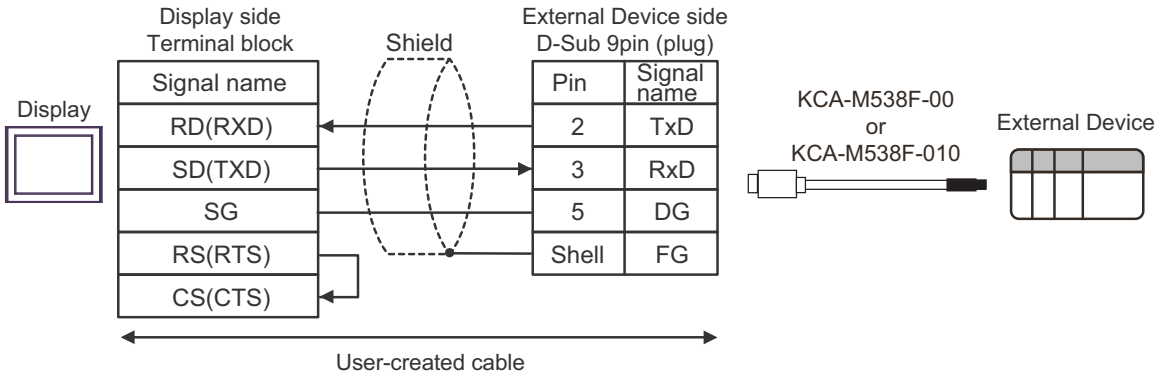 Display side
Terminal block
Shield
External Device side
D-Sub 9pin (plug)
Display
Signal name
RD(RXD)
SD(TXD)
SG
RS(RTS)
CS(CTS)
Pin
Signal
name
2
TxD
3
RxD
5
DG
Shell
FG
KCA-M538F-00
or
KCA-M538F-010
External Device
User-created cable